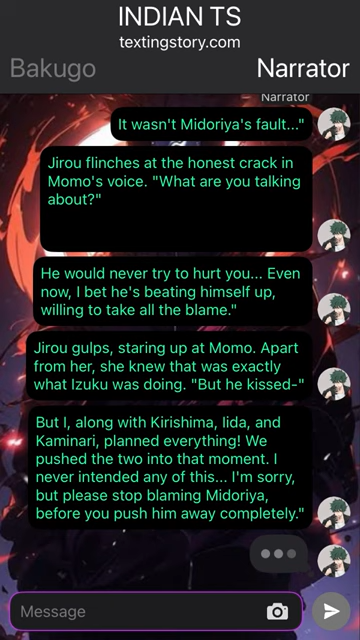 INDIAN TS
textingstory.com
Bakugo
Narrator
Narrator
It wasn't Midoriya's fault..."
Jirou flinches at the honest crack in
Momo's voice. "What are you talking
about?"
He would never try to hurt you... Even
now, I bet he's beating himself up,
willing to take all the blame."
Jirou gulps, staring up at Momo. Apart
from her, she knew that was exactly
what Izuku was doing. "But he kissed-"
But I, along with Kirishima, Iida, and
Kaminari, planned everything! We
pushed the two into that moment. I
never intended any of this... I'm sorry,
but please stop blaming Midoriya,
before you push him away completely."
Message